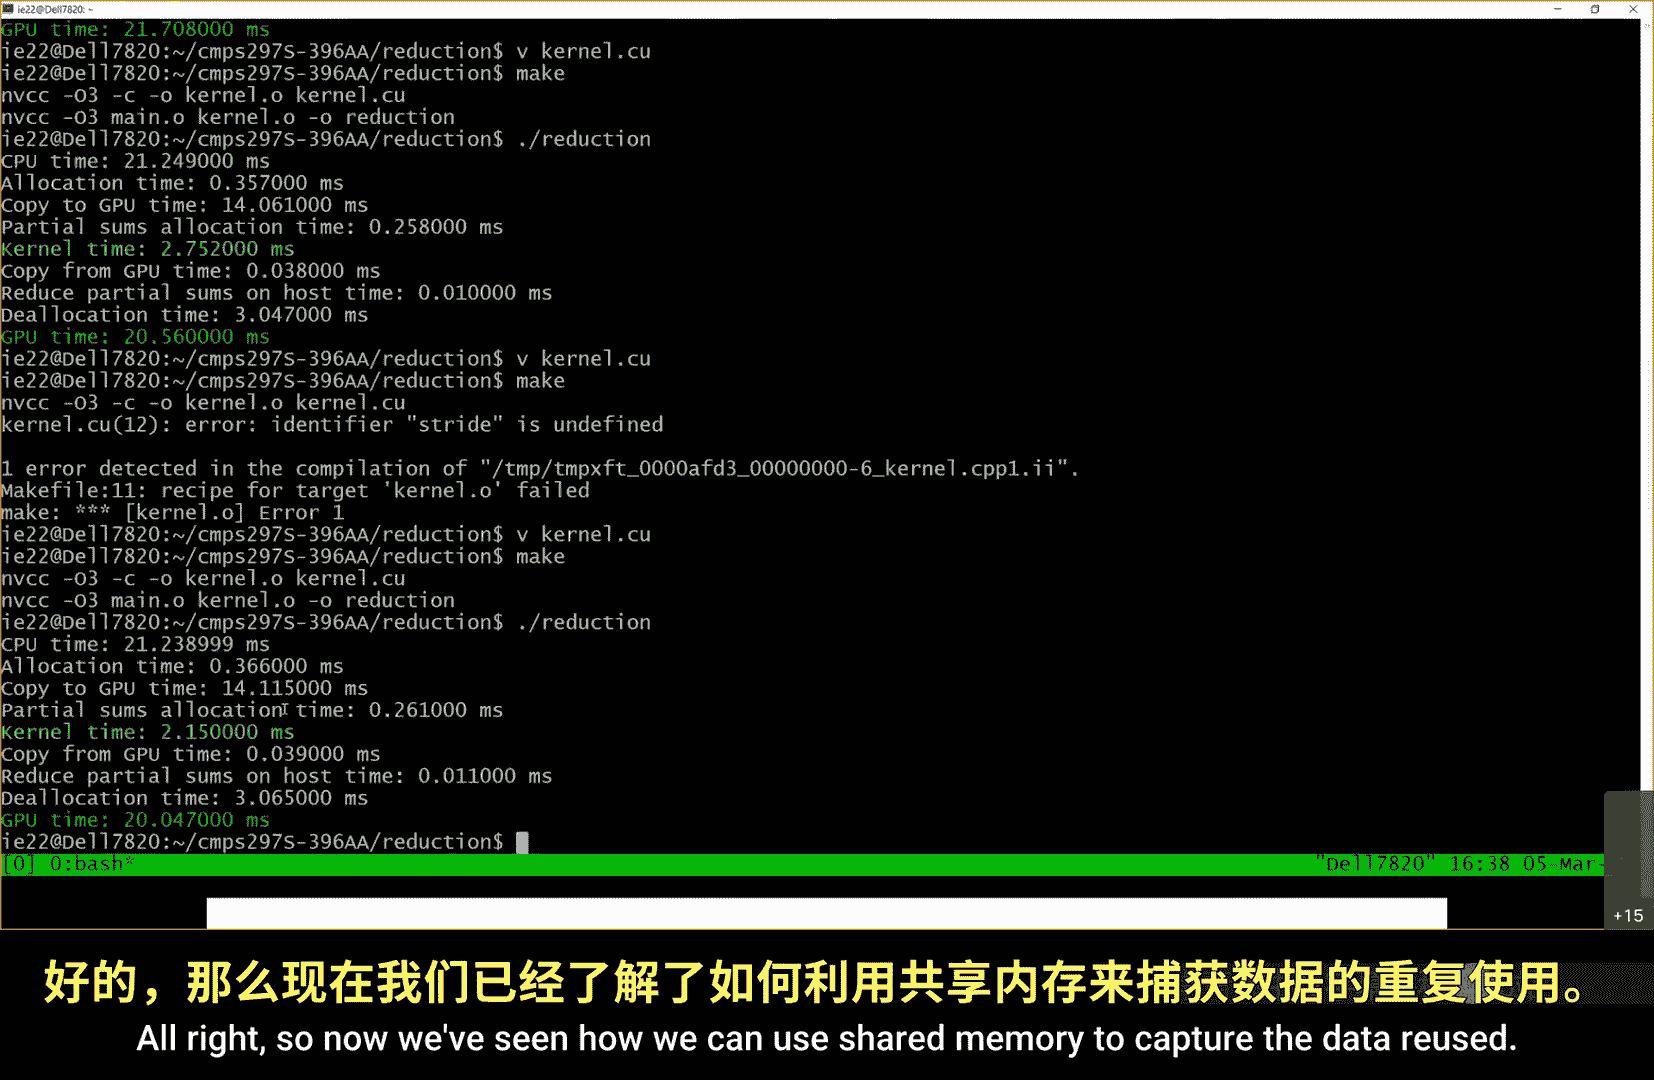 ie22@Dell7820: ~
GPU time: 21.708000 ms
ie22@Dell7820:~/cmps297S-396AA/reduction$ v kernel.cu
ie22@Dell7820:~/cmps297S-396AA/reduction$ make
nvcc -O3 -c -o kernel.o kernel.cu
nvcc -O3 main.o kernel.o -o reduction
ie22@Dell7820:~/cmps297S-396AA/reduction$ ./reduction
CPU time: 21.249000 ms
Allocation time: 0.357000 ms
Copy to GPU time: 14.061000 ms
Partial sums allocation time: 0.258000 ms
Kernel time: 2.752000 ms
Copy from GPU time: 0.038000 ms
Reduce partial sums on host time: 0.010000 ms
Deallocation time: 3.047000 ms
GPU time: 20.560000 ms
ie22@Dell7820:~/cmps297S-396AA/reduction$ v kernel.cu
ie22@Dell7820:~/cmps297S-396AA/reduction$ make
nvcc -O3 -c -o kernel.o kernel.cu
kernel.cu(12): error: identifier "stride" is undefined
1 error detected in the compilation of "/tmp/tmpxft_0000afd3_00000000-6_kernel.cpp1.ii".
Makefile:11: recipe for target 'kernel.o' failed
make: *** [kernel.o] Error 1
ie22@Dell7820:~/cmps297S-396AA/reduction$ v kernel.cu
ie22@Dell7820:~/cmps297S-396AA/reduction$ make
nvcc -O3 -c -o kernel.o kernel.cu
nvcc -O3 main.o kernel.o -o reduction
ie22@Dell7820:~/cmps297S-396AA/reduction$ ./reduction
CPU time: 21.238999 ms
Allocation time: 0.366000 ms
Copy to GPU time: 14.115000 ms
Partial sums allocation time: 0.261000 ms
Kernel time: 2.150000 ms
Copy from GPU time: 0.039000 ms
Reduce partial sums on host time: 0.011000 ms
Deallocation time: 3.065000 ms
GPU time: 20.047000 ms
ie22@Dell7820:~/cmps297S-396AA/reduction$
[0] 0:bash* "Dell7820" 16:38 05-Mar-
+15
好的，那么现在我们已经了解了如何利用共享内存来捕获数据的重复使用。
All right, so now we've seen how we can use shared memory to capture the data reused.